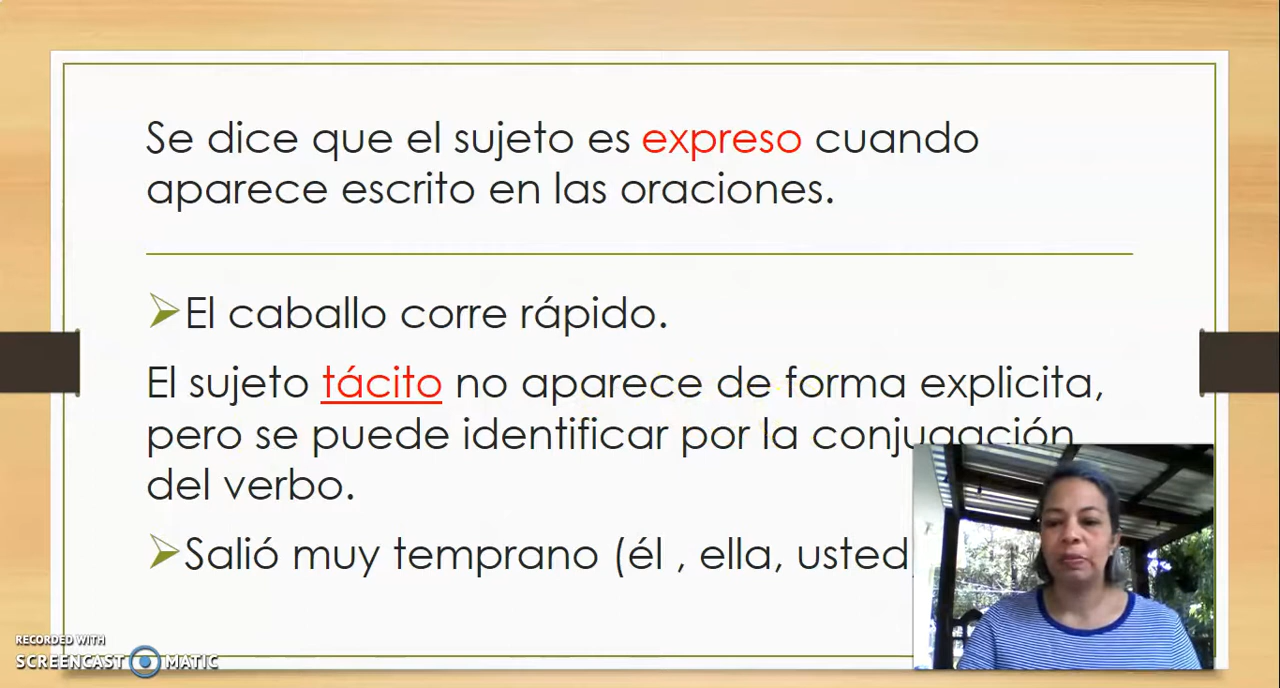 Se dice que el sujeto es expreso cuando
aparece escrito en las oraciones.
El caballo corre rápido.
El sujeto tácito no aparece de forma explicita,
pero se puede identificar por la conjugación
del verbo.
Salió muy temprano (él , ella, usted
RECORDED WITH
SCREENCAST MATIC